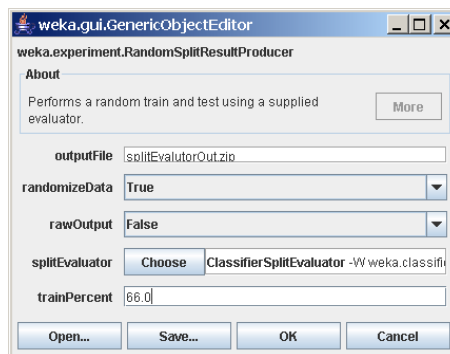 weka.gui.GenericObjectEditor
weka.experiment.RandomSplitResultProducer
About
Performs a random train and test using a supplied
evaluator.
More
outputFile splitEvalutorOut.zip
randomizeData True
rawOutput False
splitEvaluator Choose ClassifierSplitEvaluator -W weka.classifi
trainPercent 66.0
Open... Save... OK Cancel